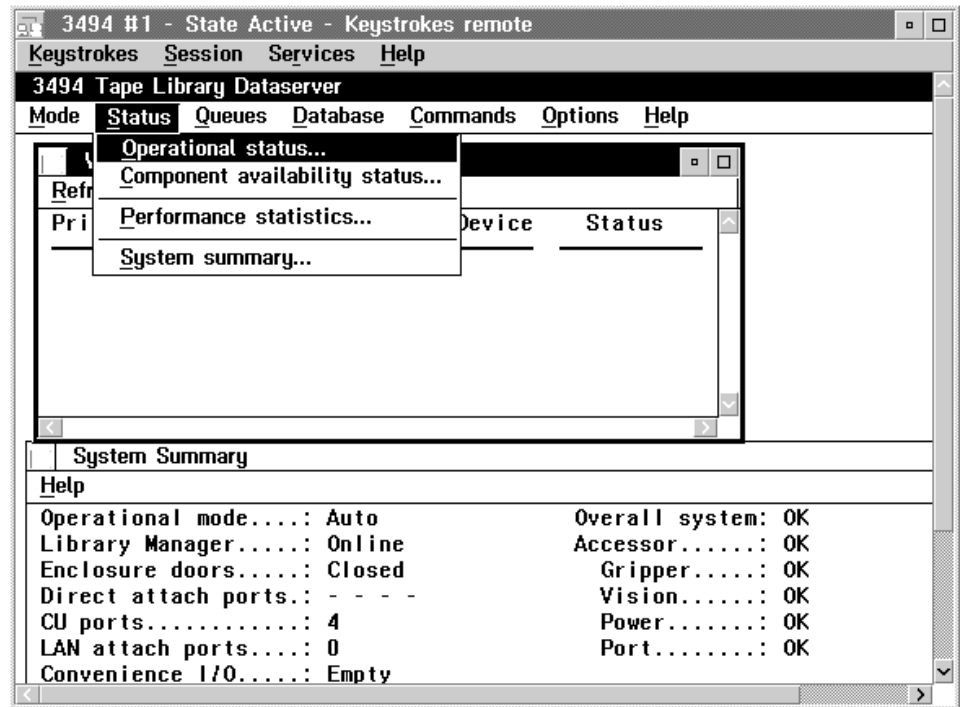 3494 #1 - State Active - Keystrokes remote
Keystrokes Session Services Help
3494 Tape Library Dataserver
Mode Status Queues Database Commands Options Help
Operational status...
Component availability status...
Refr
Performance statistics...
Pri Device Status
System summary...
System Summary
Help
Operational mode....: Auto Overall system: OK
Library Manager.....: Online Accessor......: OK
Enclosure doors.....: Closed Gripper.....: OK
Direct attach ports.: - - - - Vision......: OK
CU ports............: 4 Power.......: OK
LAN attach ports....: 0 Port........: OK
Convenience I/O.....: Empty